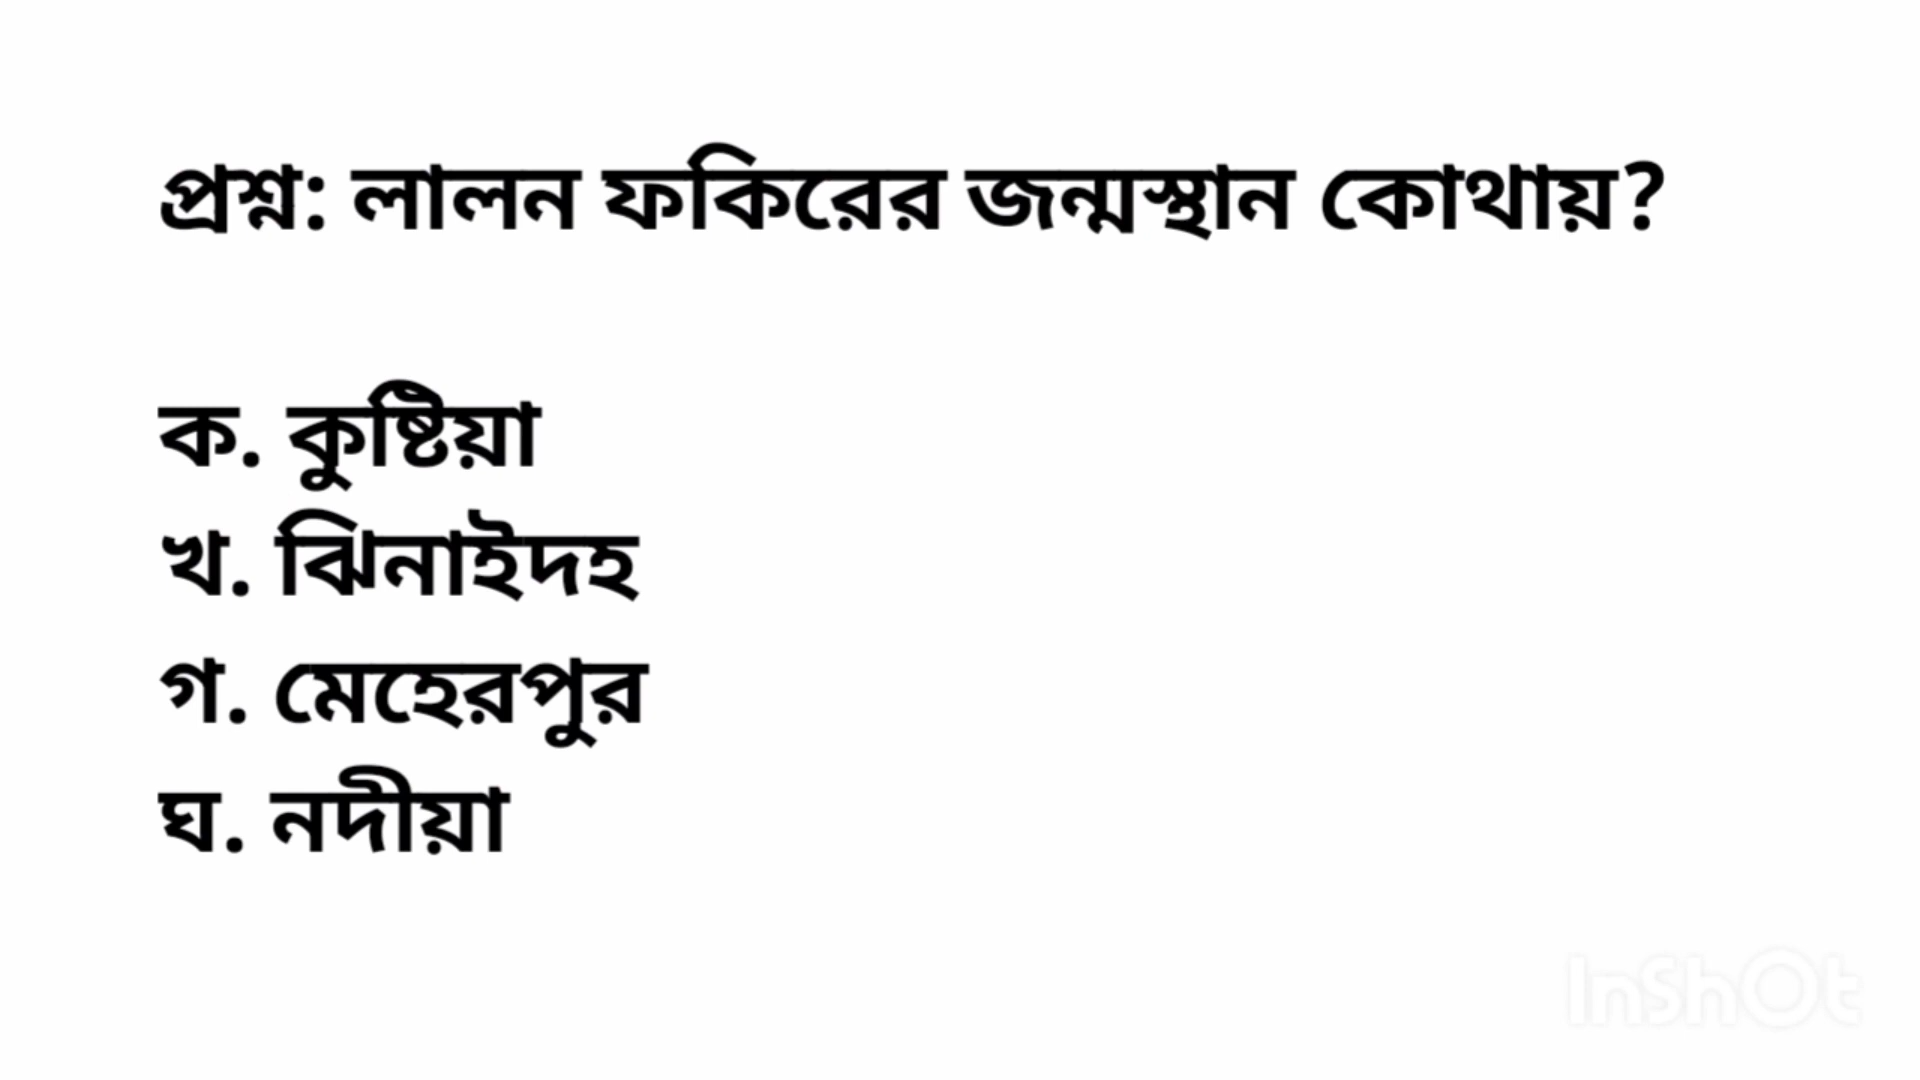 প্রশ্ন: লালন ফকিরের জন্মস্থান কোথায়?
ক. কুষ্টিয়া
খ. ঝিনাইদহ
গ. মেহেরপুর
ঘ. নদীয়া
InShOt